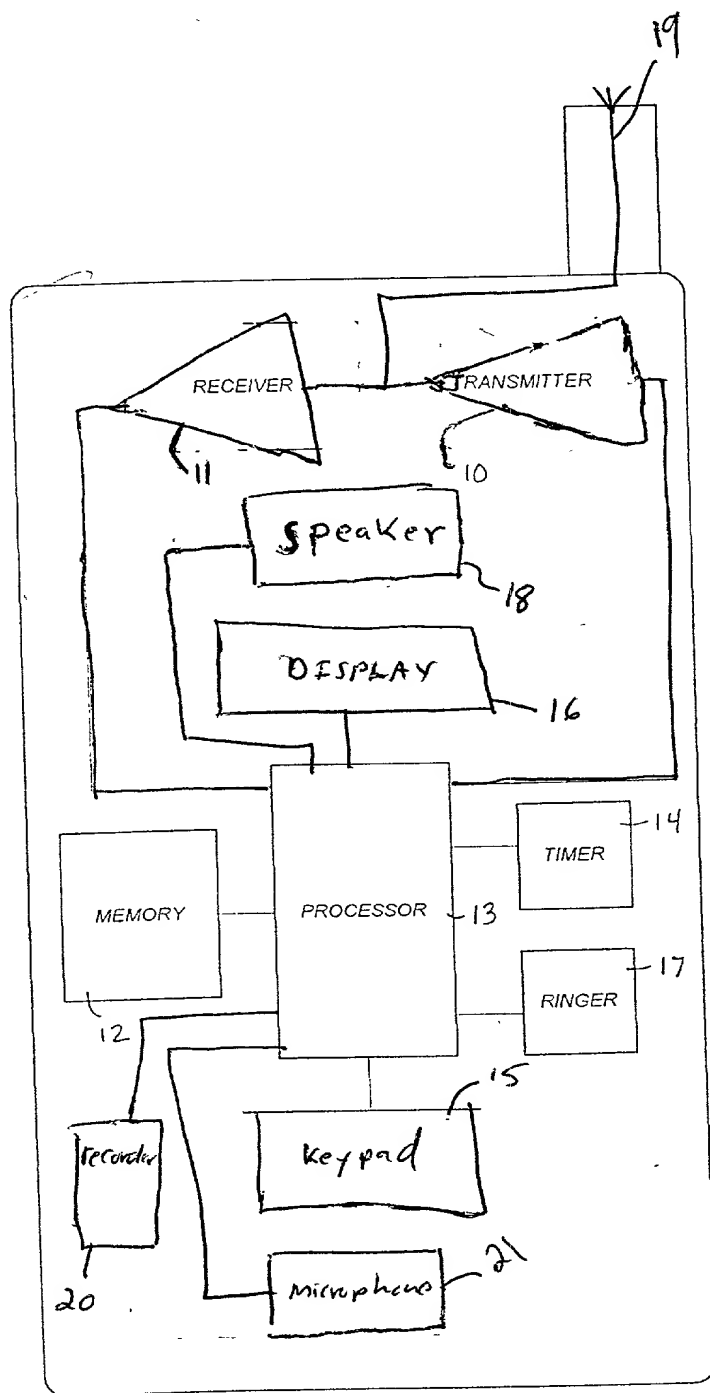 19
RECEIVER
TRANSMITTER
11
10
Speaker
18
DISPLAY
16
14
TIMER
MEMORY
PROCESSOR
13
17
RINGER
12
15
recorder
Keypad
20
microphone
21